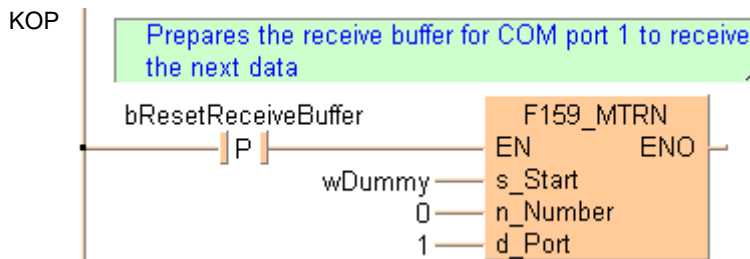 KOP
Prepares the receive buffer for COM port 1 to receive
the next data
bResetReceiveBuffer
P
F159_MTRN
EN ENO
wDummy s_Start
0 n_Number
1 d_Port